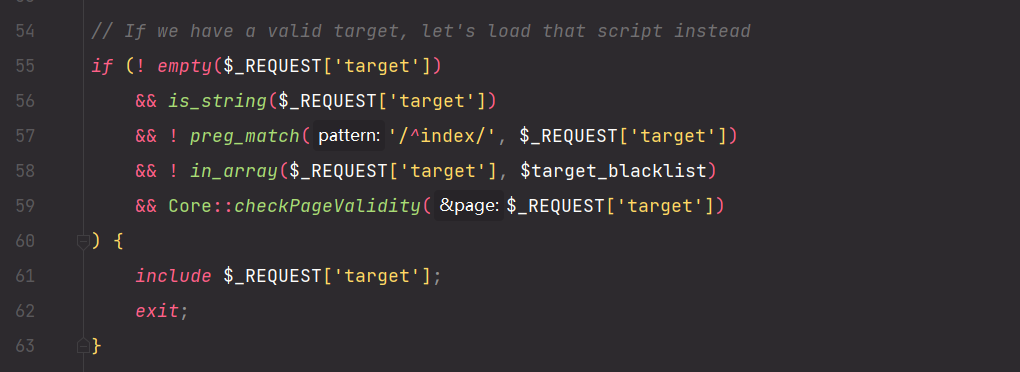 54 // If we have a valid target, let's load that script instead
55 if (! empty($_REQUEST['target'])
56 && is_string($_REQUEST['target'])
57 && ! preg_match( pattern: '/^index/', $_REQUEST['target'])
58 && ! in_array($_REQUEST['target'], $target_blacklist)
59 && Core::checkPageValidity( &page: $_REQUEST['target'])
60 ) {
61 include $_REQUEST['target'];
62 exit;
63 }